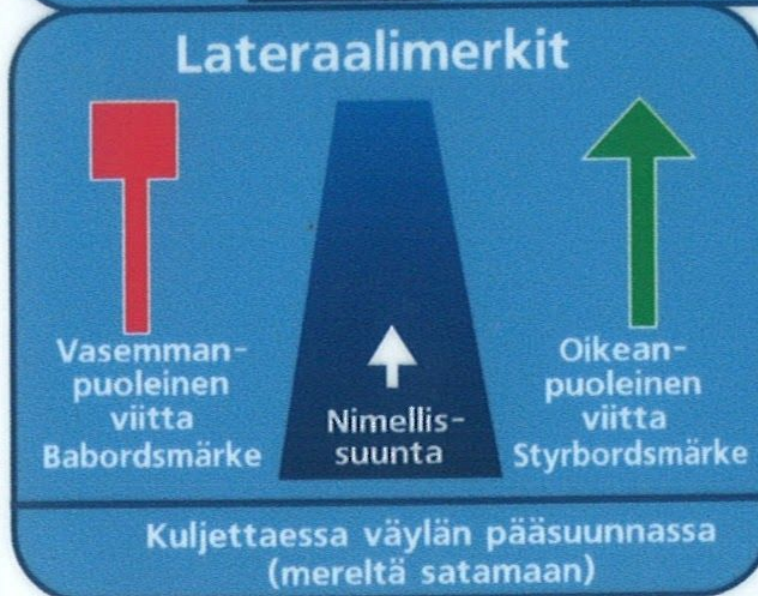 Lateraalimerkit
Vasemman-
puoleinen
viitta
Babordsmärke
Nimellis-
suunta
Oikean-
puoleinen
viitta
Styrbordsmärke
Kuljettaessa väylän pääsuunnassa
(mereltä satamaan)